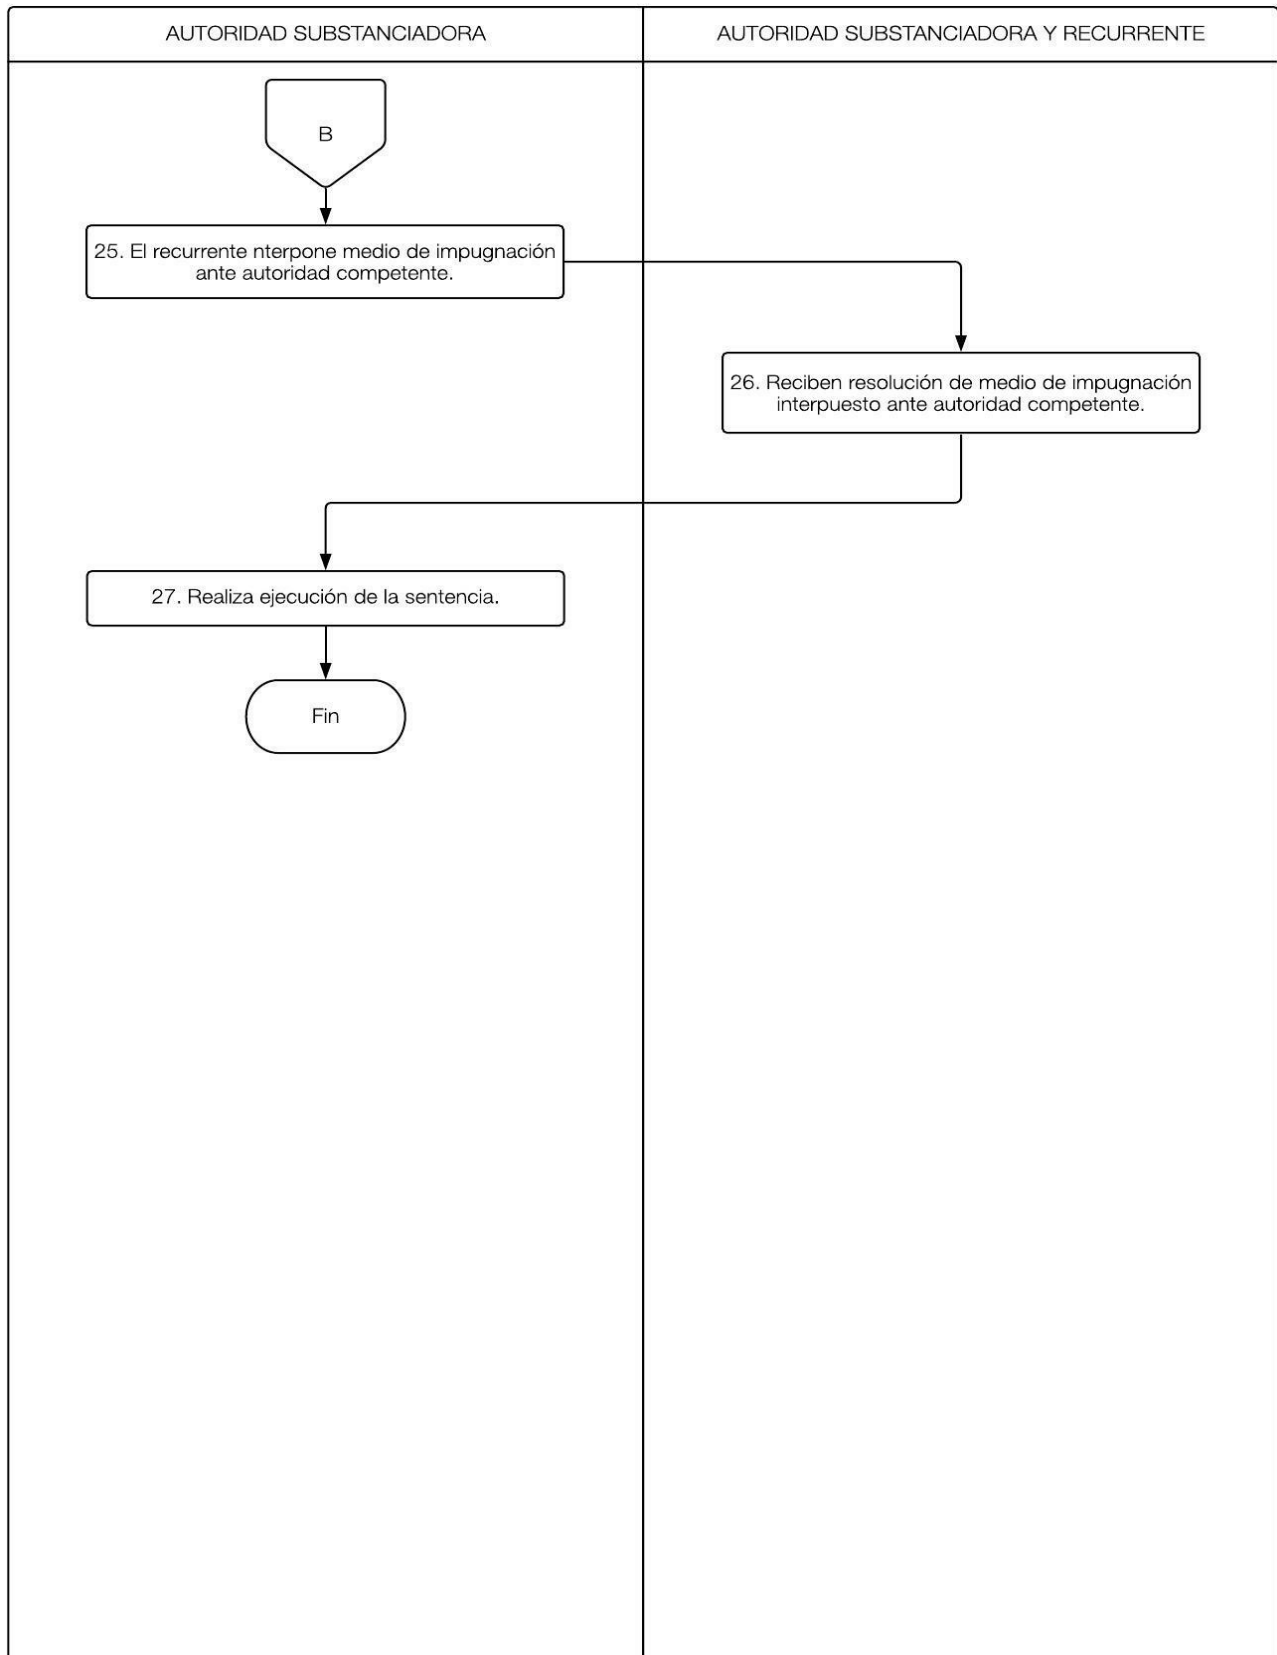 AUTORIDAD SUBSTANCIADORA
AUTORIDAD SUBSTANCIADORA Y RECURRENTE
B
25. El recurrente nterpone medio de impugnación
ante autoridad competente.
26. Reciben resolución de medio de impugnación
interpuesto ante autoridad competente.
27. Realiza ejecución de la sentencia.
Fin